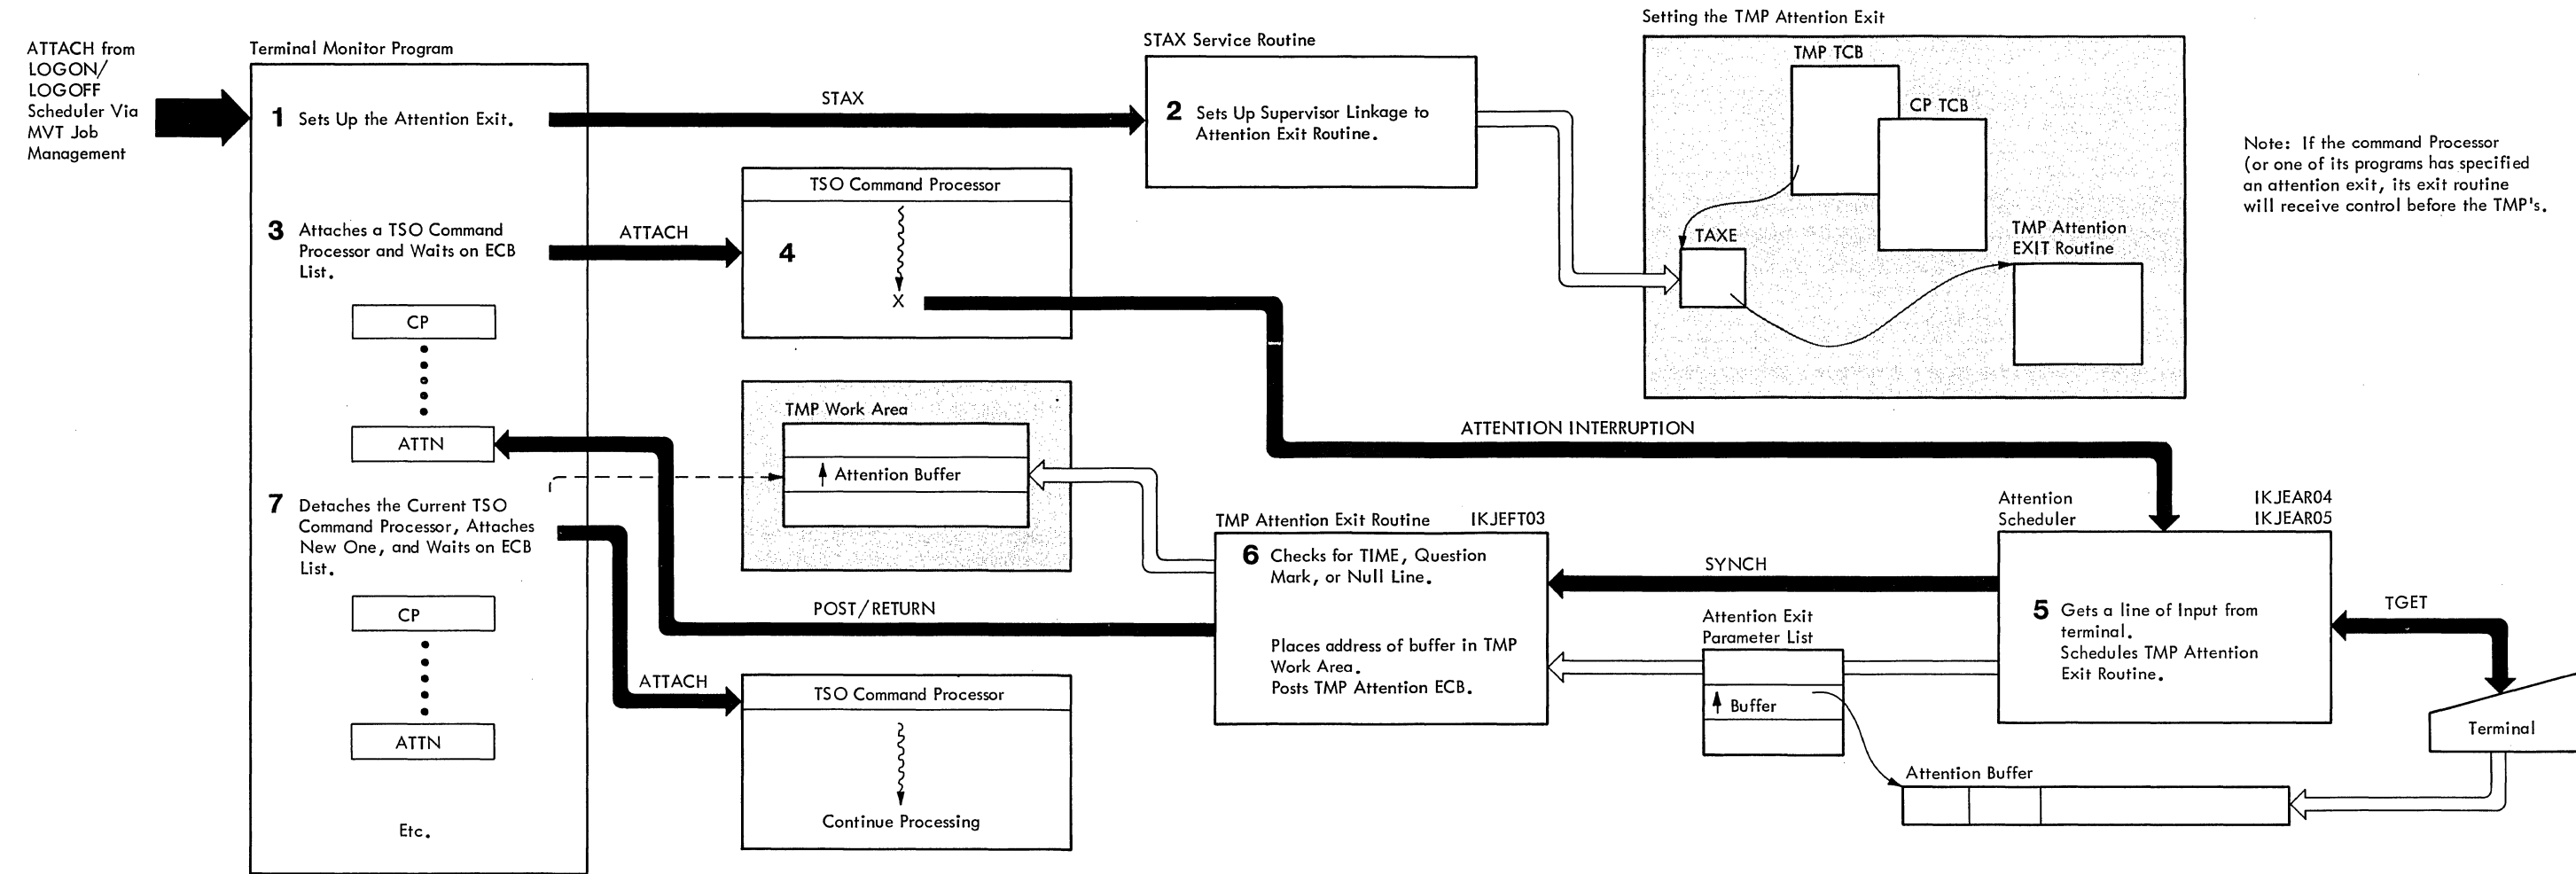 Setting the TMP Attention Exit
ATTACH from
LOGON/
LOGOFF
Scheduler Via
MVT Job
Management
Terminal Monitor Program
1 Sets Up the Attention Exit.
STAX
STAX Service Routine
2 Sets Up Supervisor Linkage to
Attention Exit Routine.
TMP TCB
CP TCB
TAXE
TMP Attention
EXIT Routine
Note: If the command Processor
(or one of its programs has specified
an attention exit, its exit routine
will receive control before the TMP's.
3 Attaches a TSO Command
Processor and Waits on ECB
List.
ATTACH
TSO Command Processor
4
X
CP
ATTN
ATTENTION INTERRUPTION
TMP Work Area
↑ Attention Buffer
7 Detaches the Current TSO
Command Processor, Attaches
New One, and Waits on ECB
List.
TMP Attention Exit Routine IKJEFT03
6 Checks for TIME, Question
Mark, or Null Line.
Places address of buffer in TMP
Work Area.
Posts TMP Attention ECB.
POST/RETURN
SYNCH
Attention IKJEAR04
Scheduler IKJEAR05
5 Gets a line of Input from
terminal.
Schedules TMP Attention
Exit Routine.
TGET
Attention Exit
Parameter List
↑ Buffer
Terminal
Attention Buffer
CP
ATTN
ATTACH
TSO Command Processor
Continue Processing
Etc.